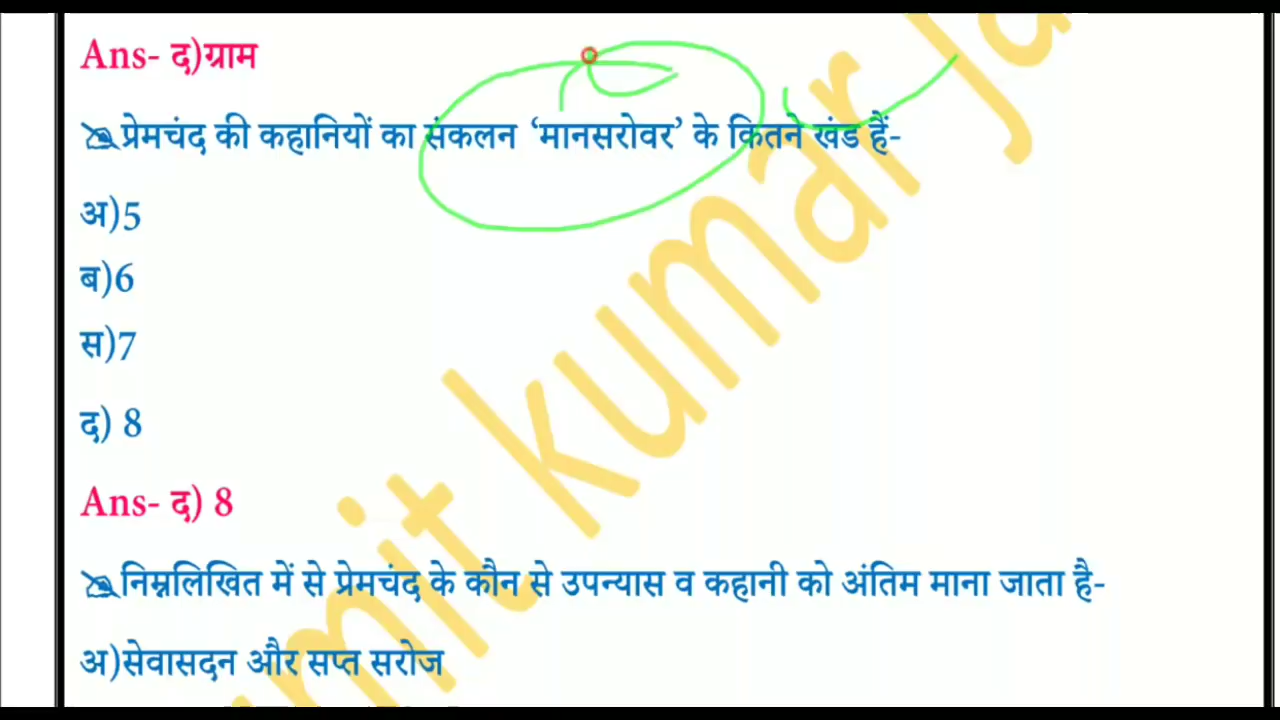 Ans- द)ग्राम
प्रेमचंद की कहानियों का संकलन ‘मानसरोवर’ के कितने खंड हैं-
अ)5
ब)6
स)7
द) 8
Ans- द) 8
निम्नलिखित में से प्रेमचंद के कौन से उपन्यास व कहानी को अंतिम माना जाता है-
अ)सेवासदन और सप्त सरोज
kumar